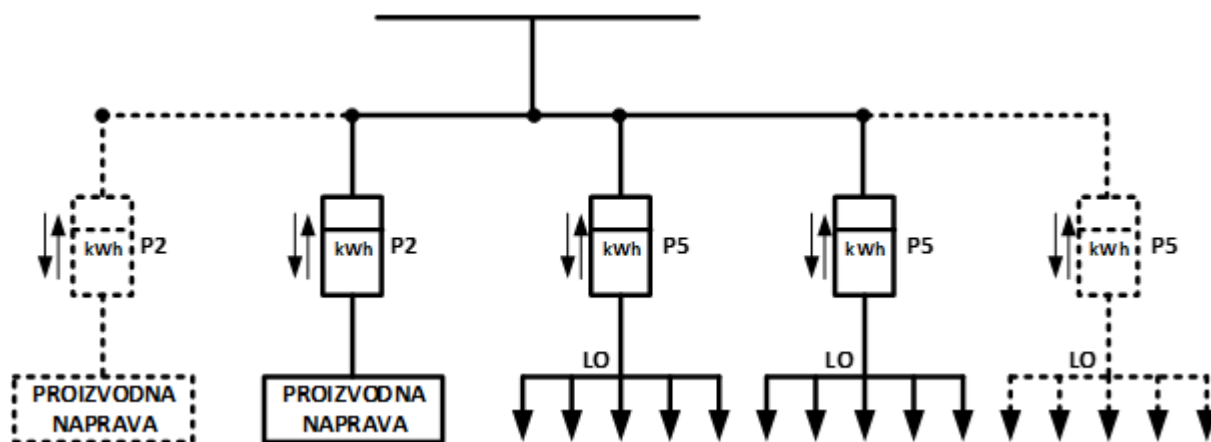 kWh P2
kWh P2
kWh P5
kWh P5
kWh P5
LO
LO
LO
PROIZVODNA
NAPRAVA
PROIZVODNA
NAPRAVA